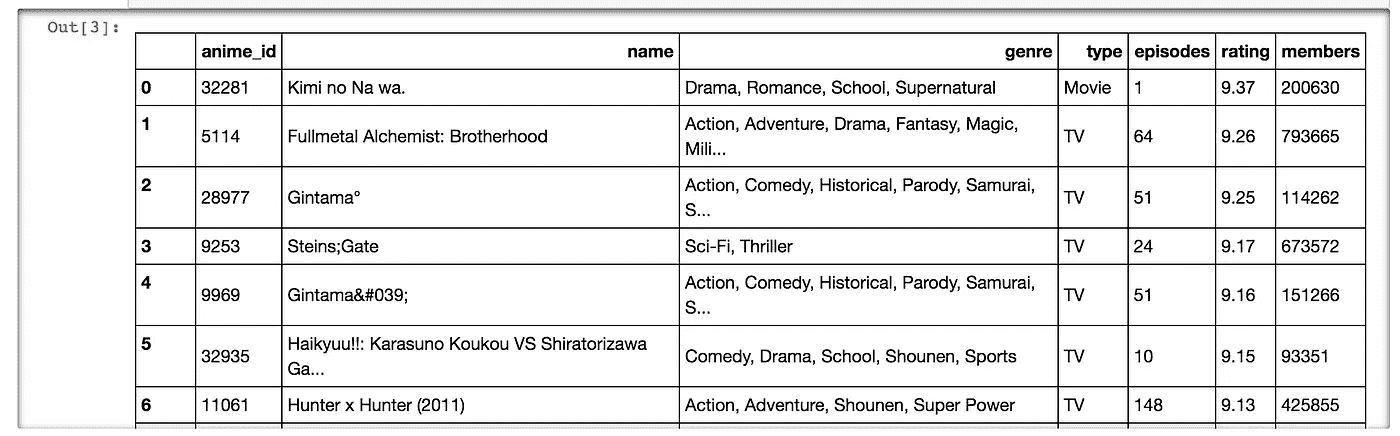 Out[3]:
anime_id name genre type episodes rating members
0 32281 Kimi no Na wa. Drama, Romance, School, Supernatural Movie 1 9.37 200630
1 5114 Fullmetal Alchemist: Brotherhood Action, Adventure, Drama, Fantasy, Magic,
Mili... TV 64 9.26 793665
2 28977 Gintama° Action, Comedy, Historical, Parody, Samurai,
S... TV 51 9.25 114262
3 9253 Steins;Gate Sci-Fi, Thriller TV 24 9.17 673572
4 9969 Gintama&#039; Action, Comedy, Historical, Parody, Samurai,
S... TV 51 9.16 151266
5 32935 Haikyuu!!: Karasuno Koukou VS Shiratorizawa
Ga... Comedy, Drama, School, Shounen, Sports TV 10 9.15 93351
6 11061 Hunter x Hunter (2011) Action, Adventure, Shounen, Super Power TV 148 9.13 425855